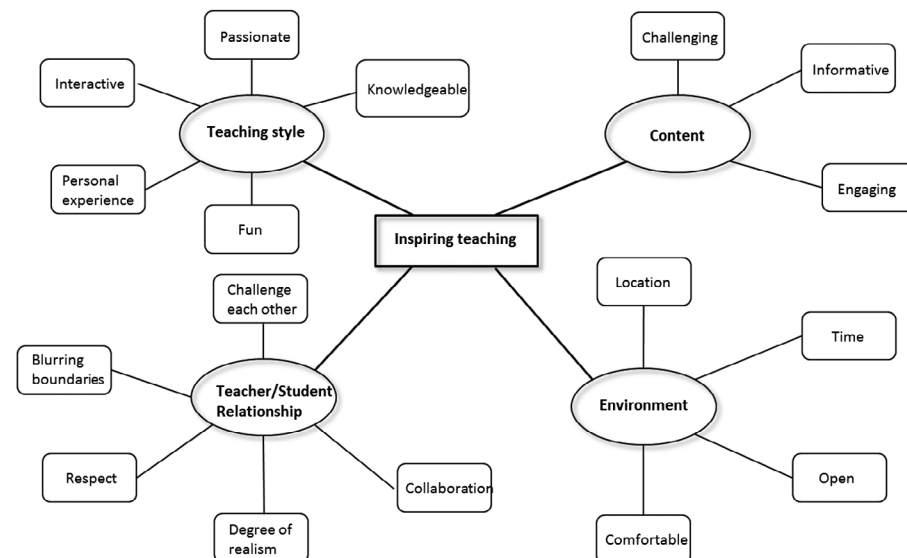 Passionate
Interactive
Knowledgeable
Teaching style
Personal
experience
Fun
Challenging
Informative
Content
Engaging
Inspiring teaching
Challenge
each other
Blurring
boundaries
Teacher/Student
Relationship
Respect
Collaboration
Degree of
realism
Location
Time
Environment
Open
Comfortable